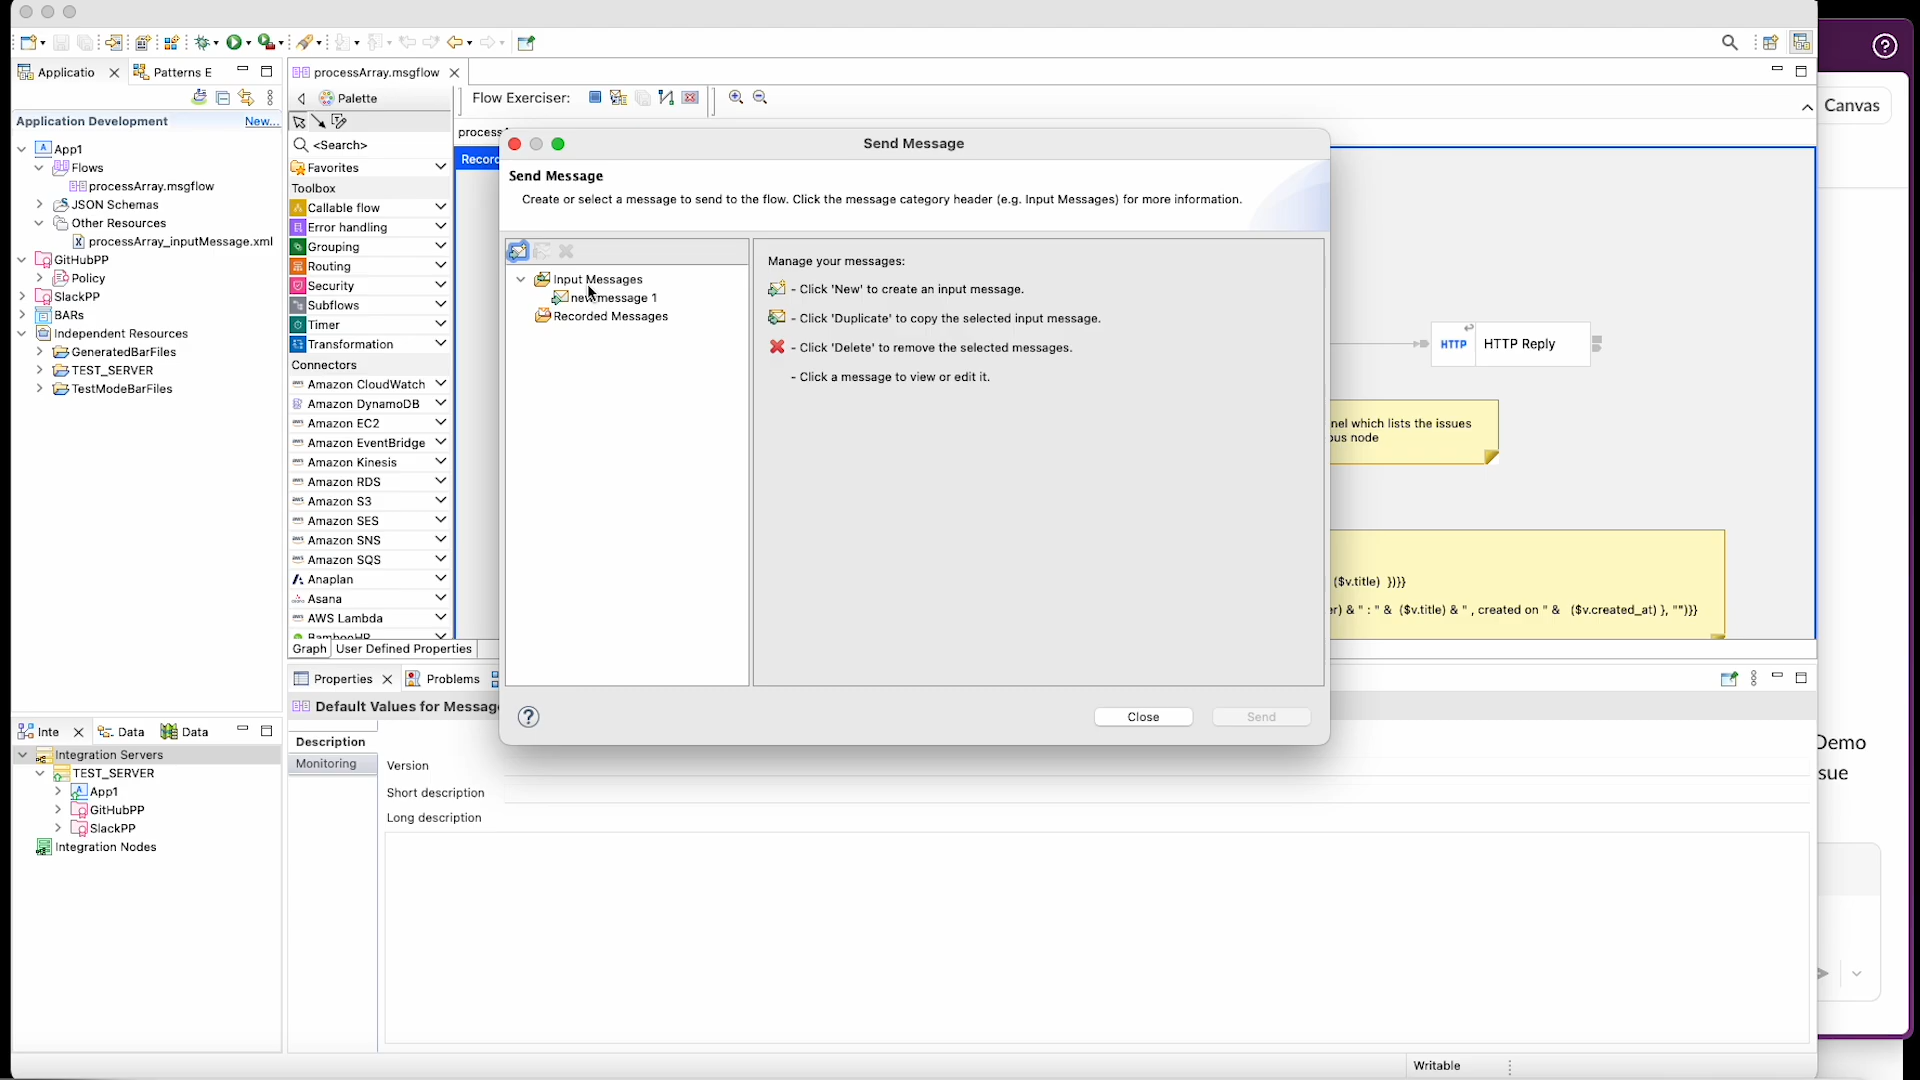 Applicatio
Patterns E
processArray.msgflow
Canvas
Palette
Flow Exerciser:
Application Development
New...
<Search>
App1
Flows
processArray.msgflow
JSON Schemas
Other Resources
processArray_inputMessage.xml
GitHubPP
Policy
SlackPP
BARs
Independent Resources
GeneratedBarFiles
TEST_SERVER
TestModeBarFiles
Favorites
Toolbox
Callable flow
Error handling
Grouping
Routing
Security
Subflows
Timer
Transformation
Connectors
Amazon CloudWatch
Amazon DynamoDB
Amazon EC2
Amazon EventBridge
Amazon Kinesis
Amazon RDS
Amazon S3
Amazon SES
Amazon SNS
Amazon SQS
Anaplan
Asana
AWS Lambda
BambooHR
Graph
User Defined Properties
Send Message
Send Message
Create or select a message to send to the flow. Click the message category header (e.g. Input Messages) for more information.
Input Messages
new message 1
Recorded Messages
Manage your messages:
- Click 'New' to create an input message.
- Click 'Duplicate' to copy the selected input message.
- Click 'Delete' to remove the selected messages.
- Click a message to view or edit it.
Close
Send
HTTP
HTTP Reply
nel which lists the issues
ous node
($v.title) })}}
er) & " : " & ($v.title) & " , created on " & ($v.created_at) }, "")}}
Properties
Problems
Default Values for Messag
Description
Monitoring
Version
Short description
Long description
Inte
Data
Data
Integration Servers
TEST_SERVER
App1
GitHubPP
SlackPP
Integration Nodes
Demo
sue
Writable